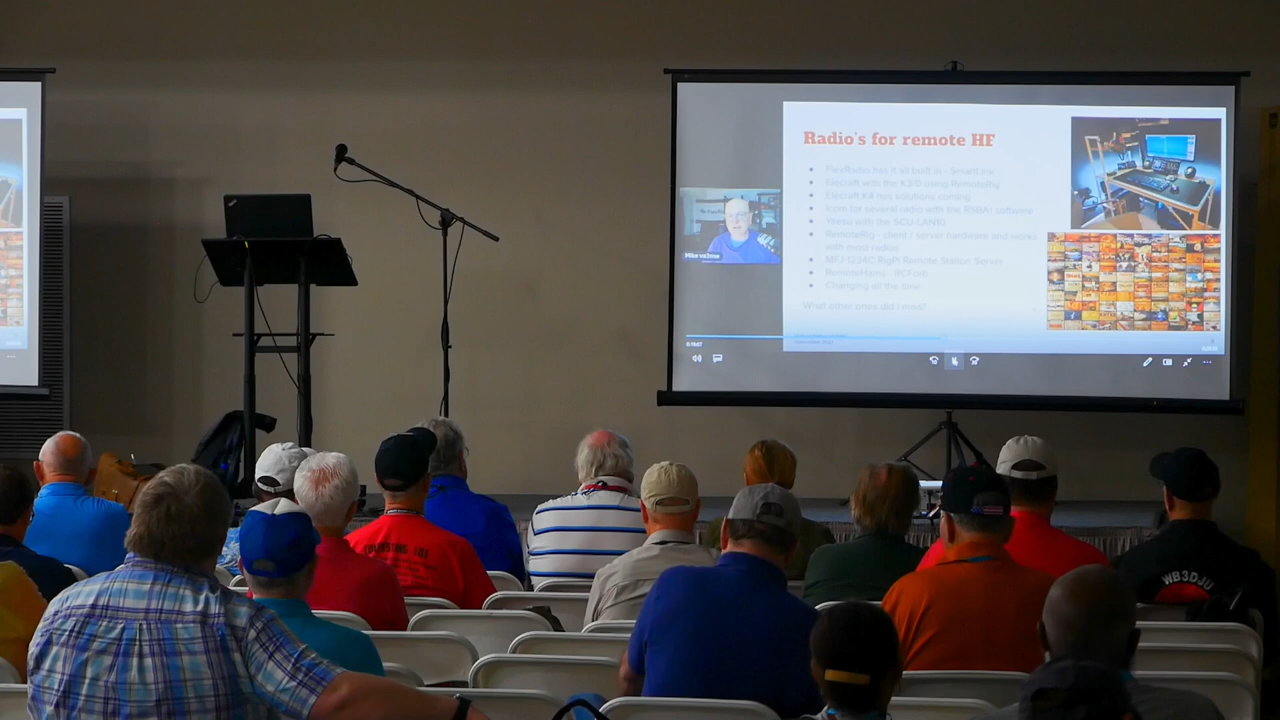 Radio's for remote HF
FlexRadio has it all built in - SmartLink
Elecraft with the K3/0 using RemoteRig
Elecraft K4 has solutions coming
Icom for several radio with the RSBA1 software
Yaesu with the SCU-LAN10
RemoteRig - client / server hardware and works
with most radios
MFJ-1234C RigPi Remote Station Server
RemoteHams - RCForb
Changing all the time
What other ones did I miss?
Mike va3mw
WB3DJU